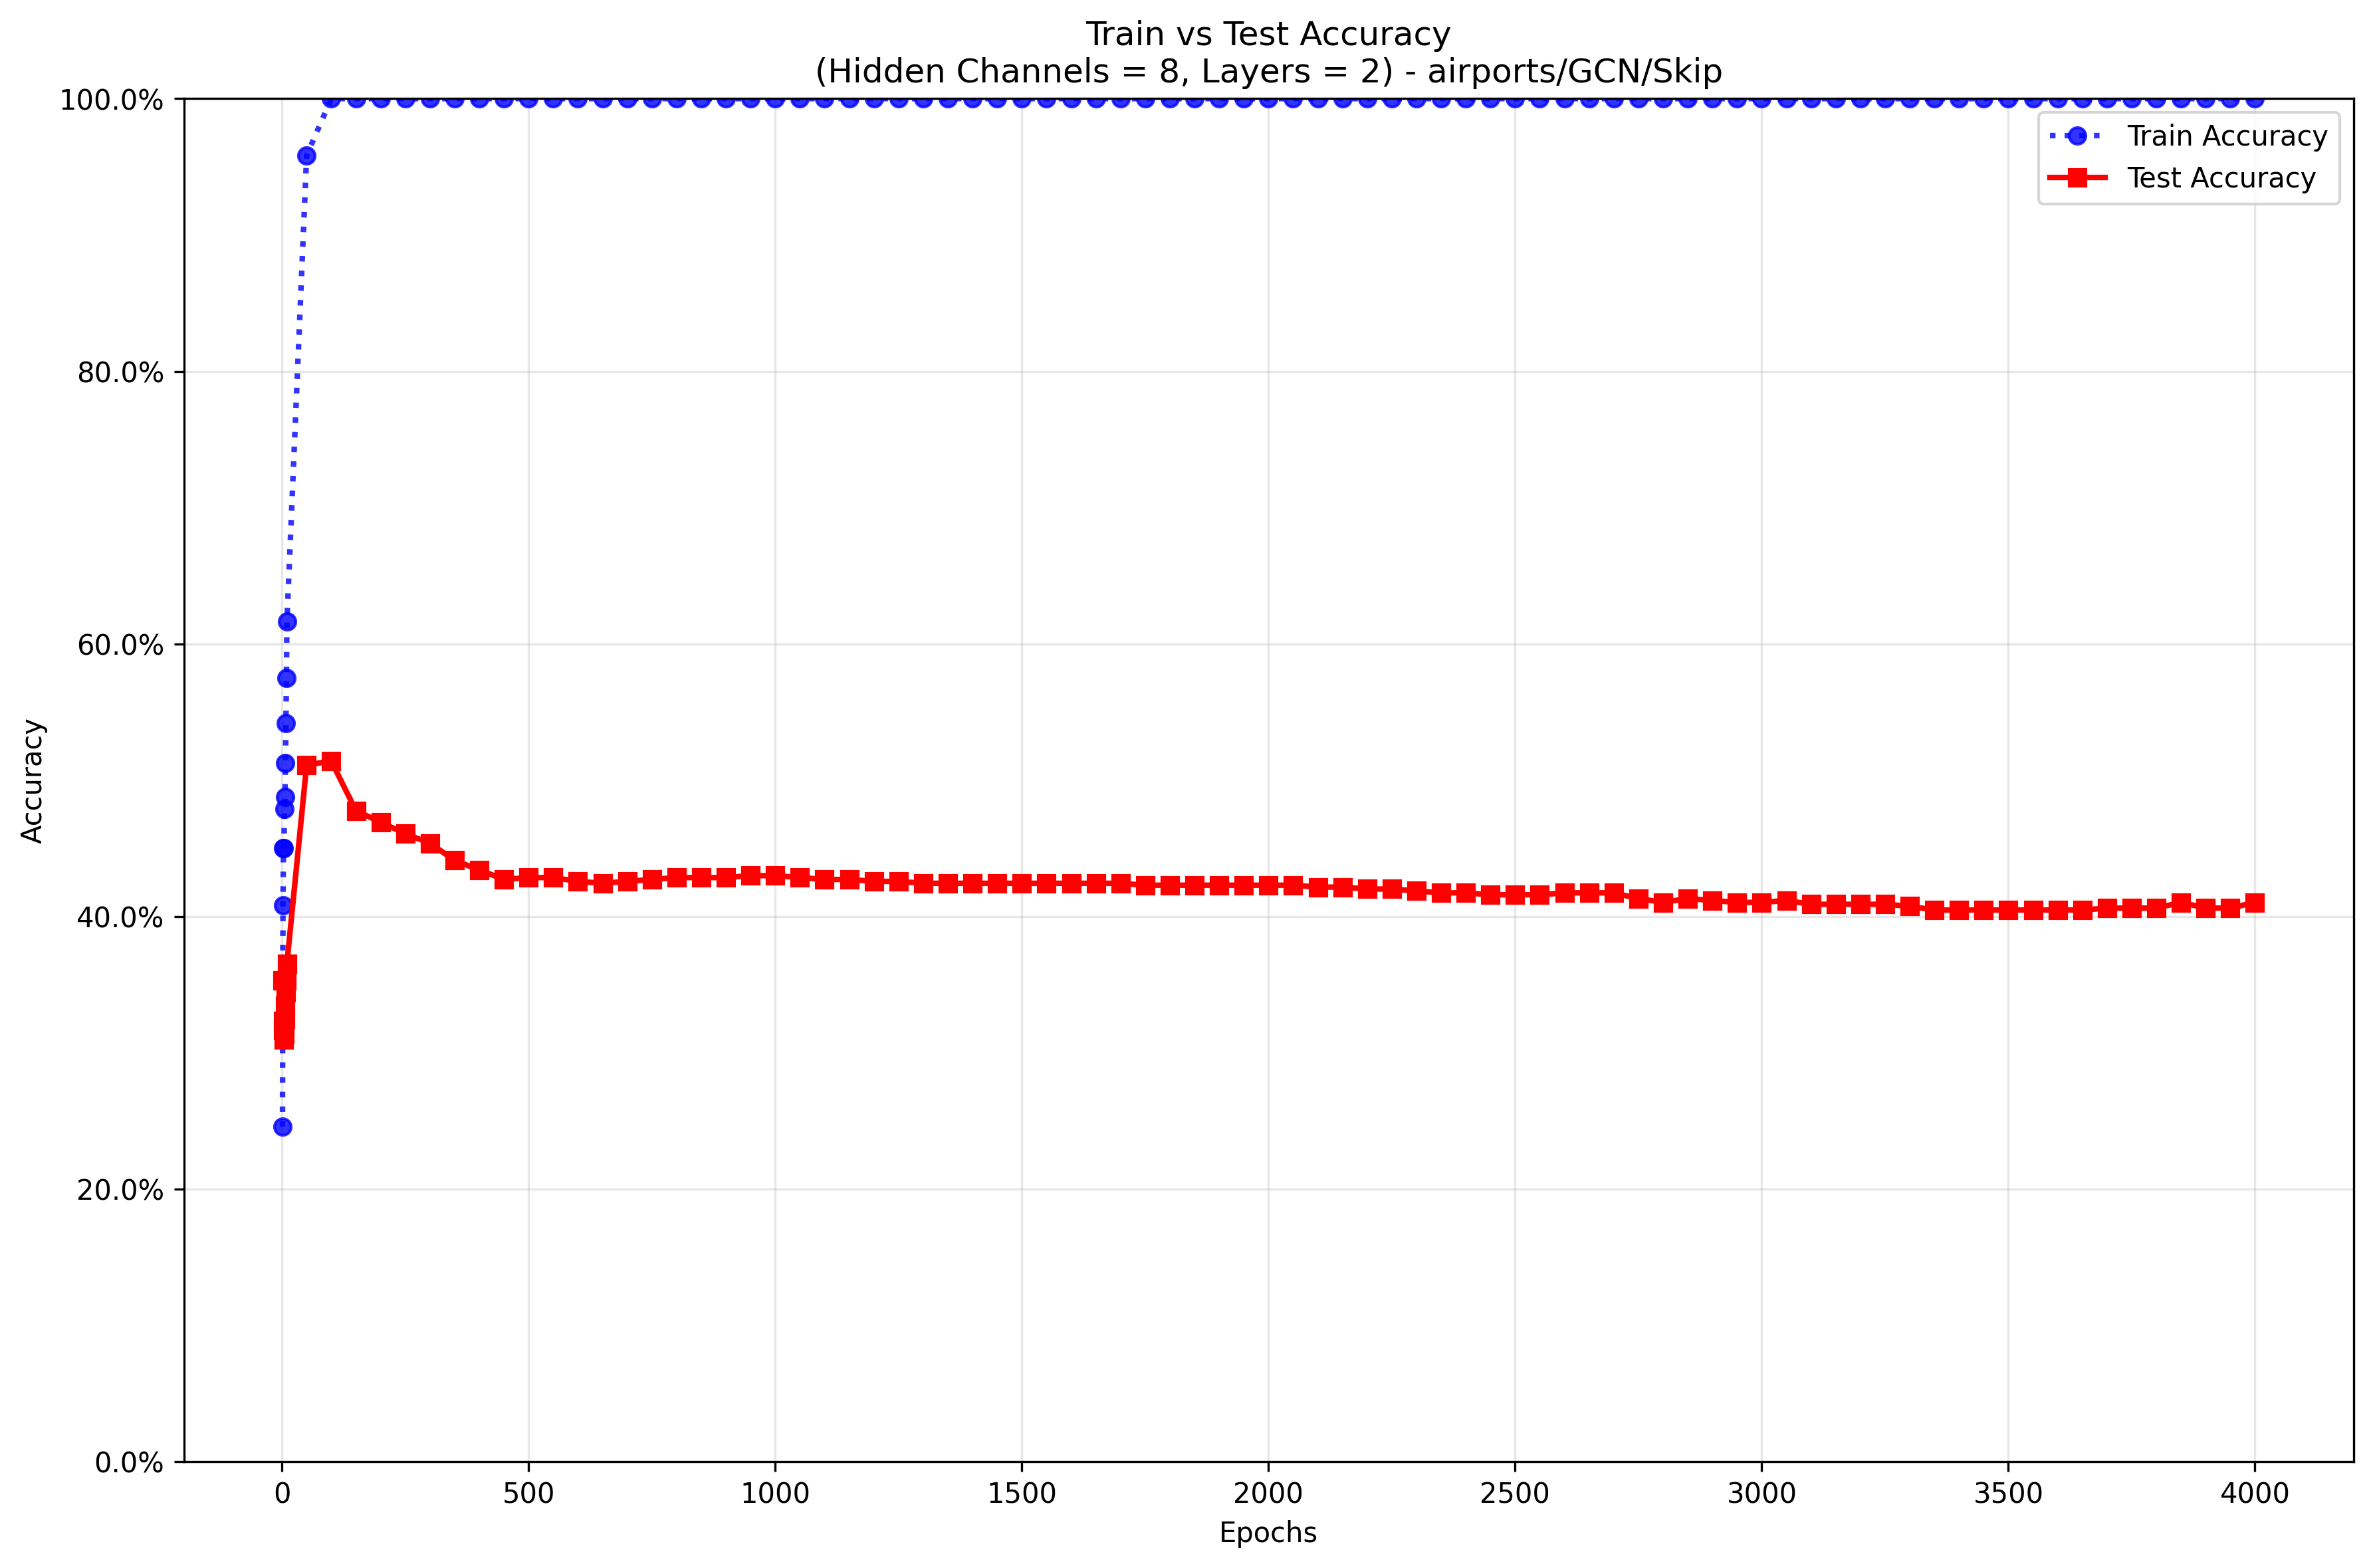 Train vs Test Accuracy
(Hidden Channels = 8, Layers = 2) - airports/GCN/Skip
100.0%
80.0%
60.0%
40.0%
20.0%
0.0%
Accuracy
Train Accuracy
Test Accuracy
0 500 1000 1500 2000 2500 3000 3500 4000
Epochs